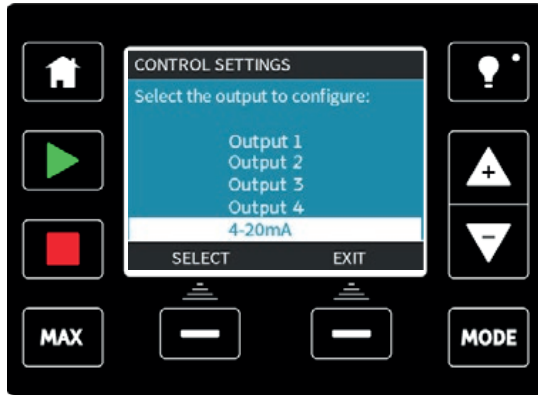 CONTROL SETTINGS
Select the output to configure:
Output 1
Output 2
Output 3
Output 4
4-20mA
SELECT EXIT
+
-
MAX
MODE